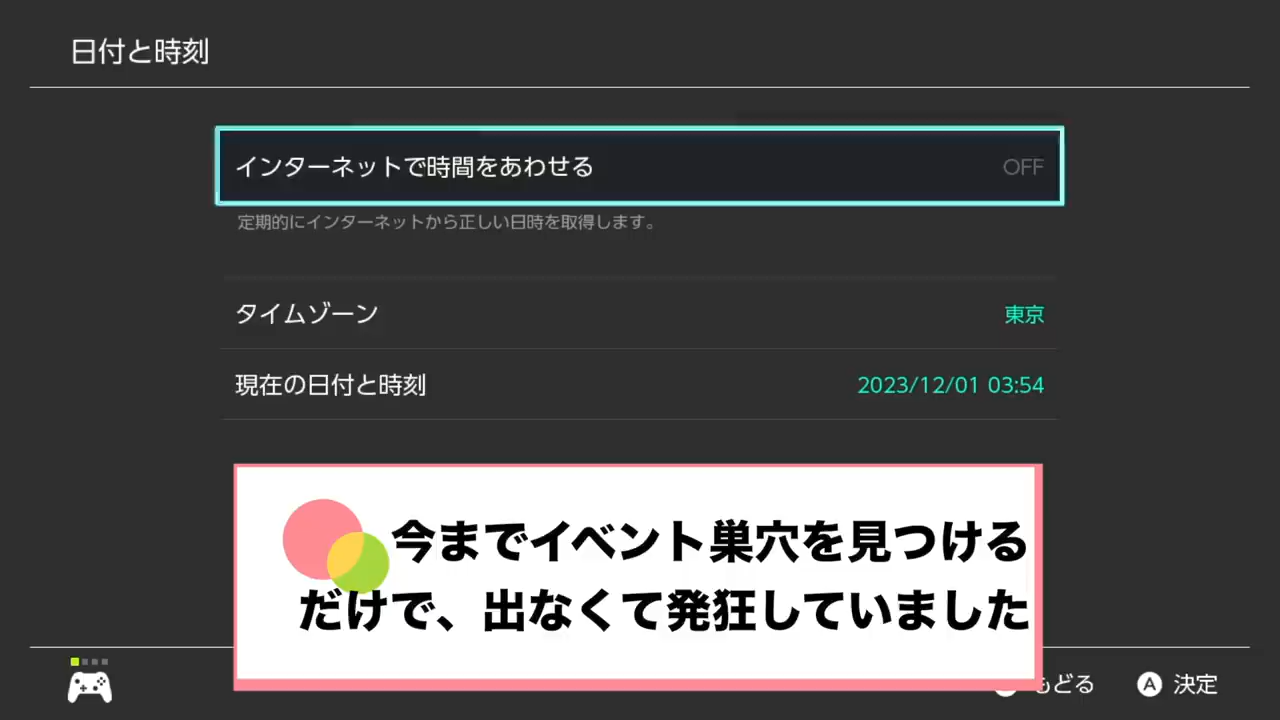 日付と時刻
インターネットで時間をあわせる OFF
定期的にインターネットから正しい日時を取得します。
タイムゾーン 東京
現在の日付と時刻 2023/12/01 03:54
今までイベント巣穴を見つける
だけで、出なくて発狂していました
もどる A 決定